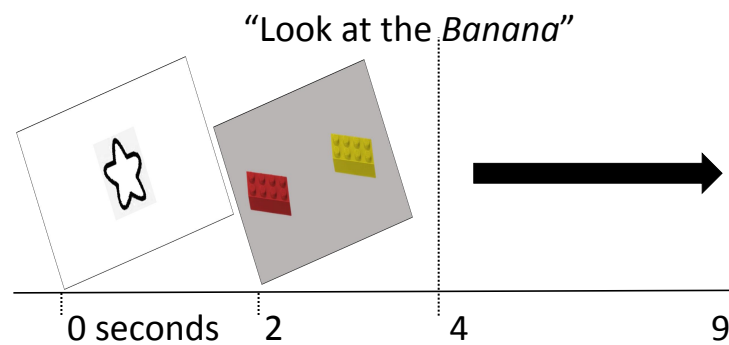 “Look at the Banana”
0 seconds 2 4 9